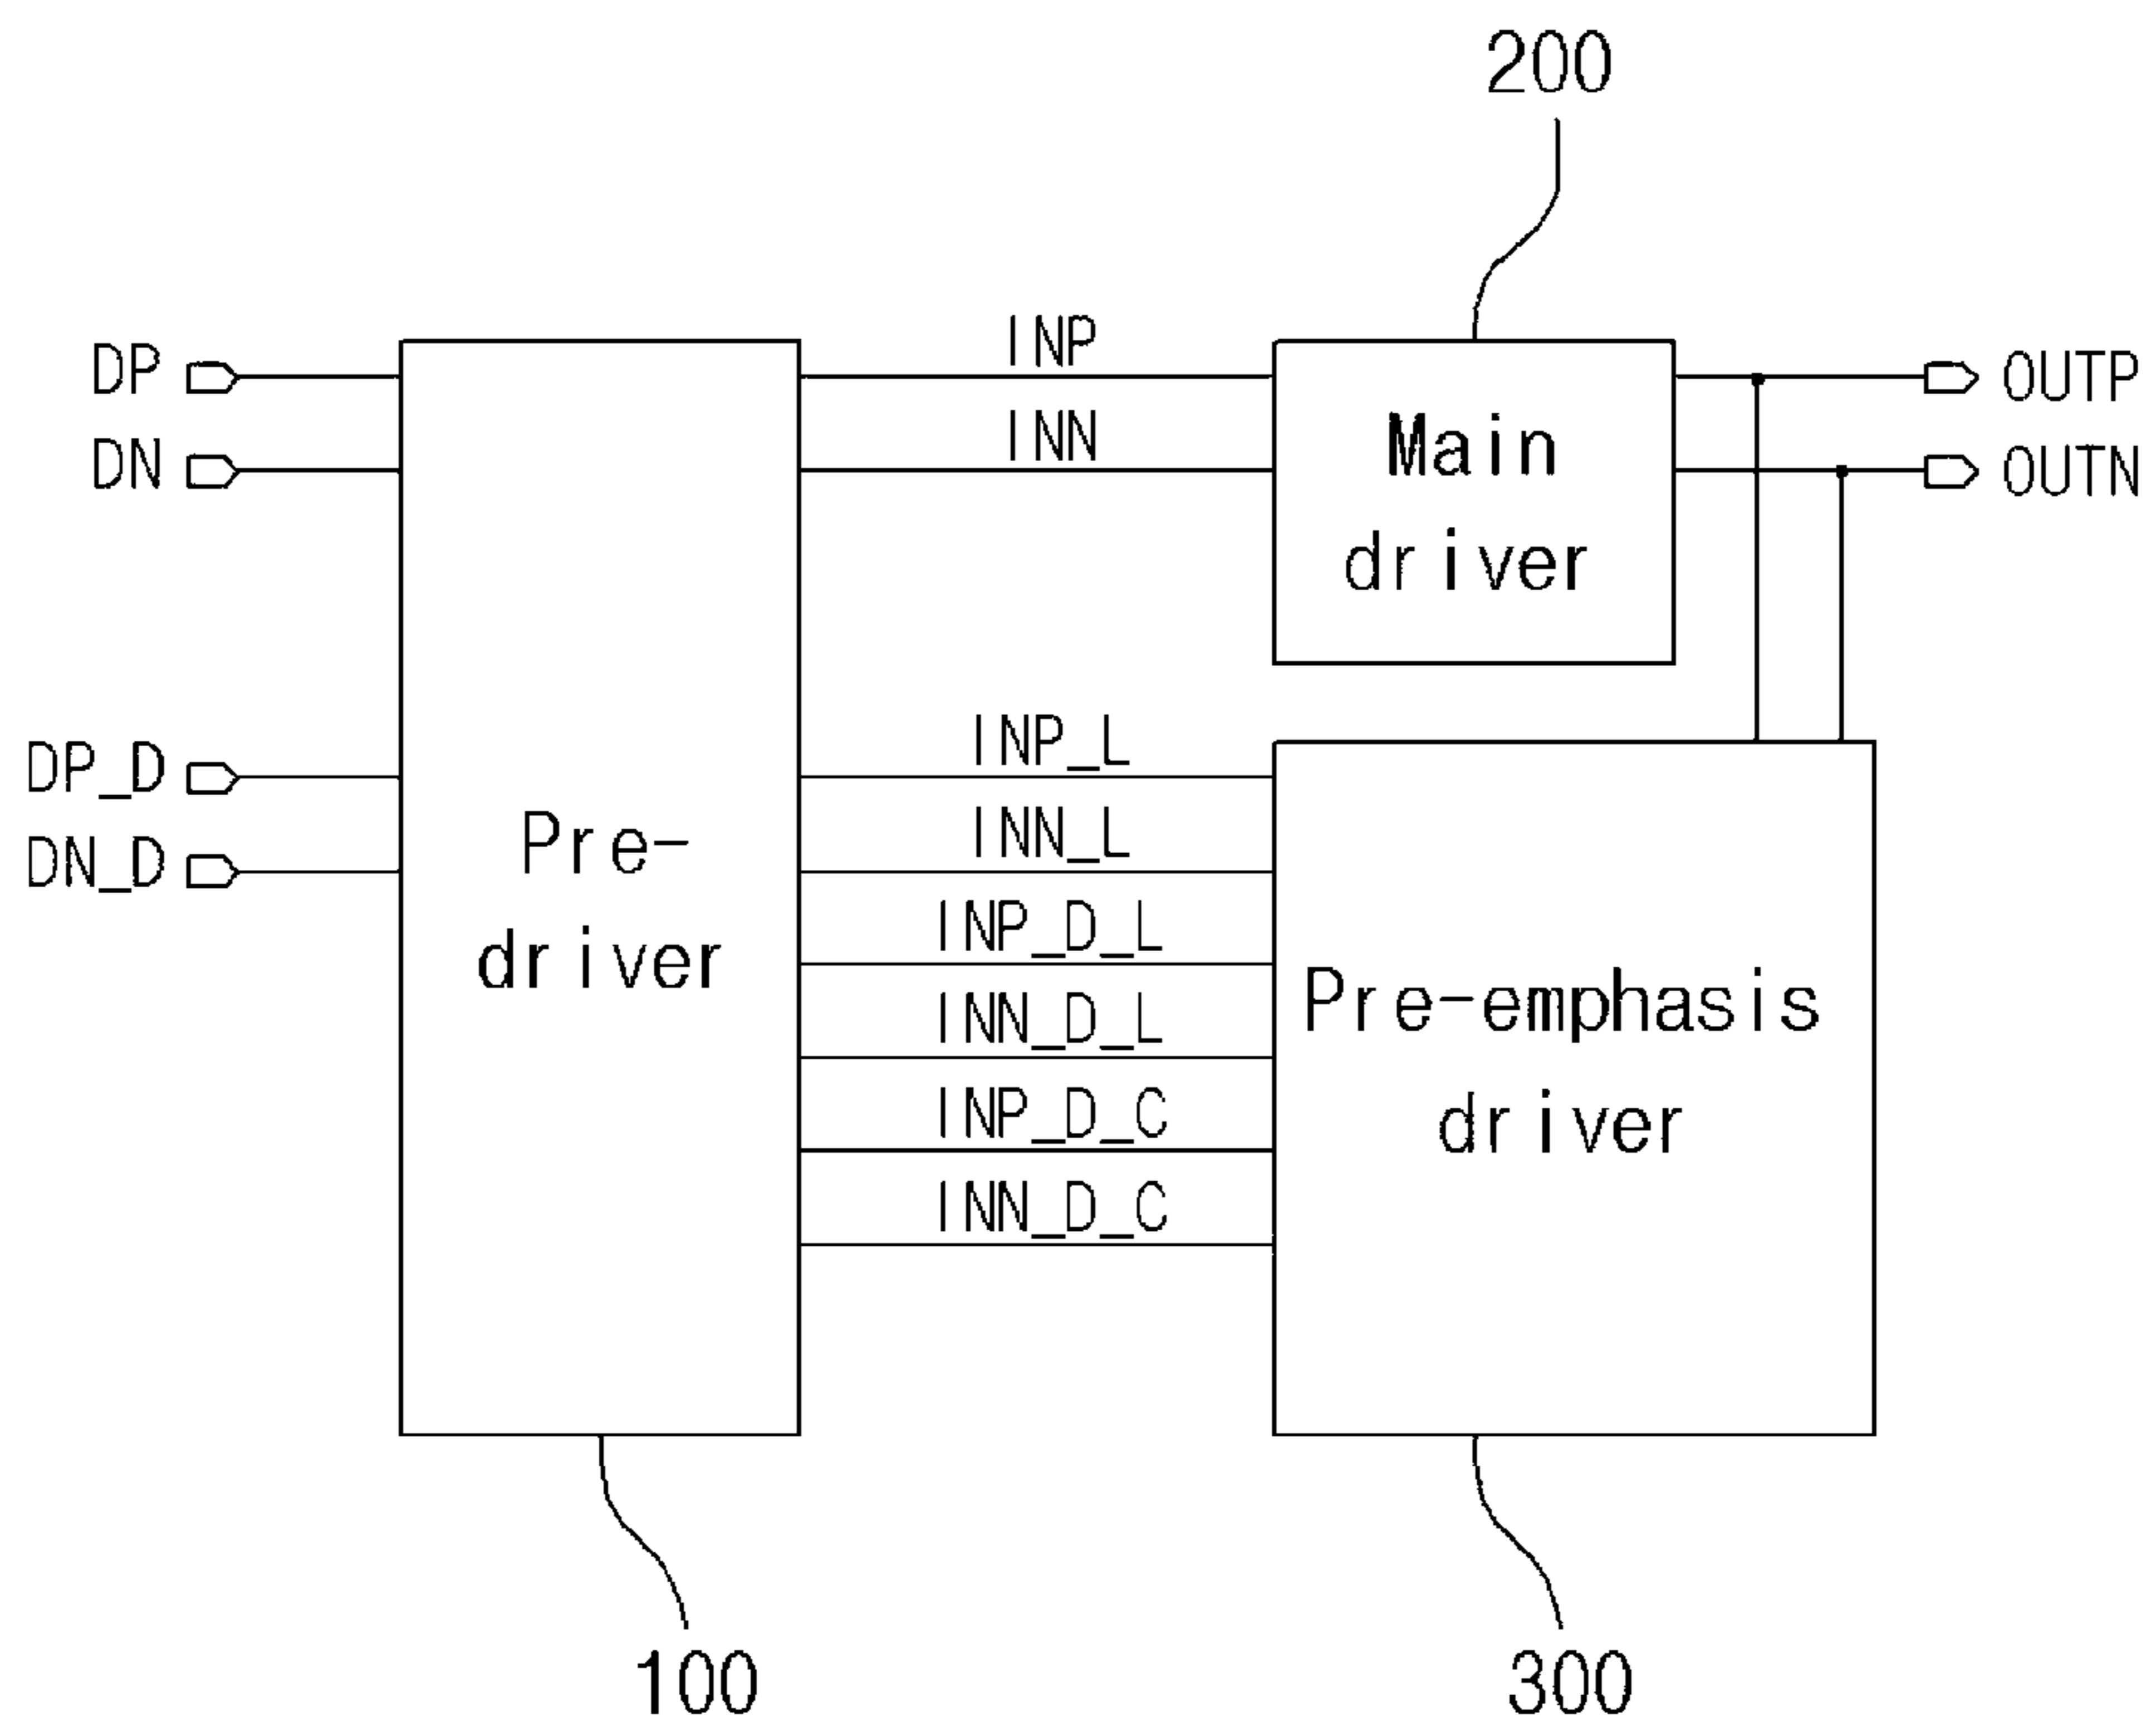 200
INP
DP
OUTP
INN
DN
Main
driver
OUTN
INP_L
DP_D
INN_L
DN_D
Pre-
driver
INP_D_L
INN_D_L
Pre-emphasis
driver
INP_D_C
INN_D_C
100
300